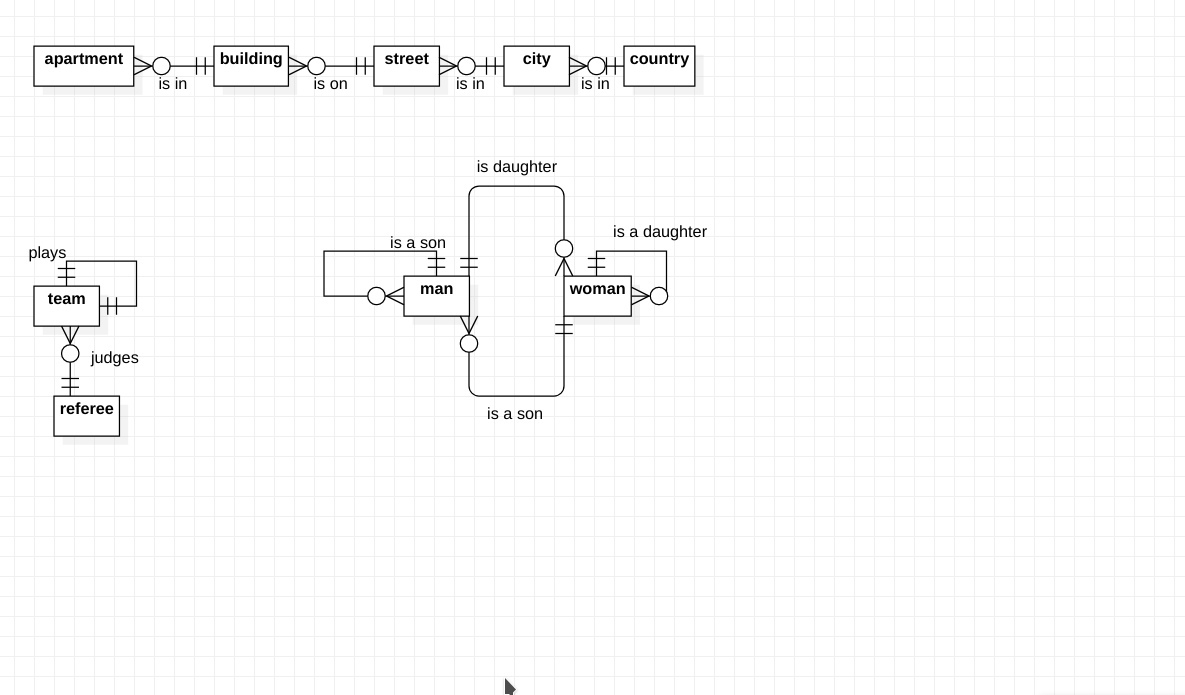 apartment
building
street
city
country
is in
is on
is in
is in
is daughter
is a daughter
is a son
plays
man
woman
team
judges
referee
is a son